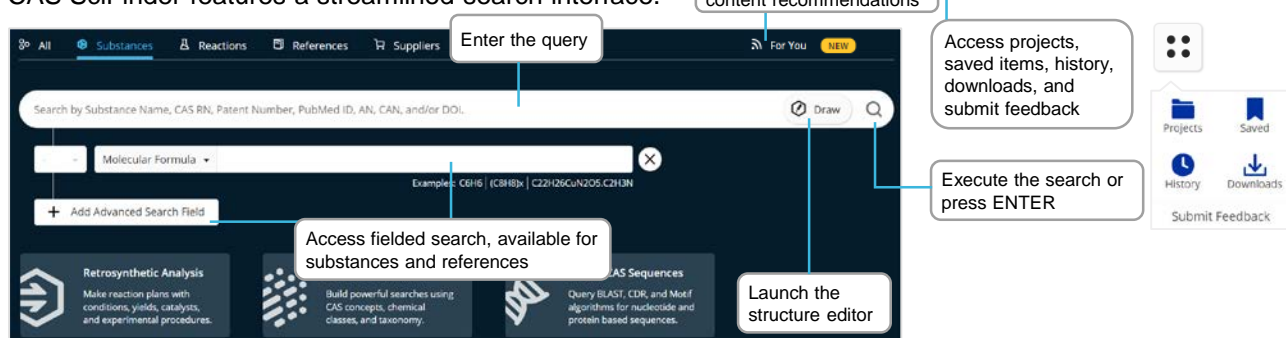 CAS SciFinder features a streamlined search interface.
content recommendations
All
Substances
Reactions
References
Suppliers
Enter the query
For You
NEW
Access projects,
saved items, history,
downloads, and
submit feedback
Search by Substance Name, CAS RN, Patent Number, PubMed ID, AN, CAN, and/or DOI.
Draw
Projects
Saved
Molecular Formula
Examples: C6H6 | (C8H8)x | C22H26CuN2O5.C2H3N
Execute the search or
press ENTER
History
Downloads
+ Add Advanced Search Field
Submit Feedback
Access fielded search, available for
substances and references
Retrosynthetic Analysis
Make reaction plans with
conditions, yields, catalysts,
and experimental procedures.
Build powerful searches using
CAS concepts, chemical
classes, and taxonomy.
CAS Sequences
Query BLAST, CDR, and Motif
algorithms for nucleotide and
protein based sequences.
Launch the
structure editor